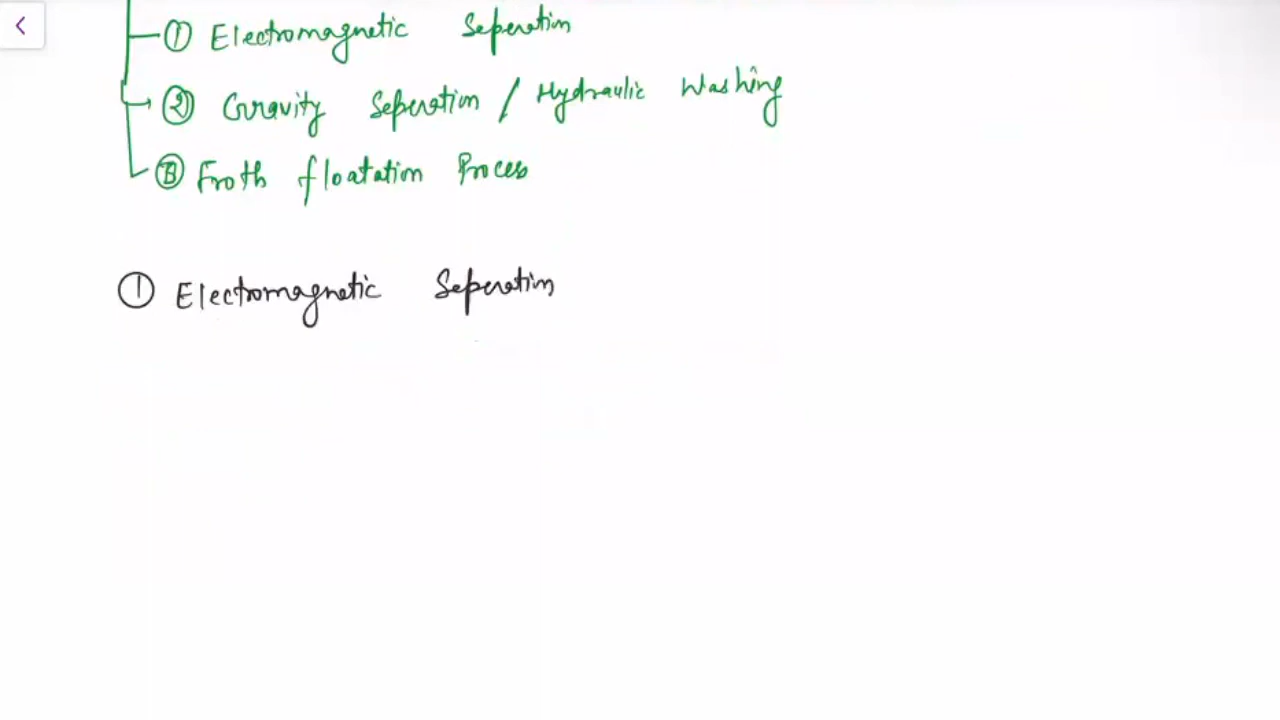 ① Electromagnetic Seperation
② Gravity Seperation / Hydraulic Washing
③ Froth floatation Process
① Electromagnetic Seperation